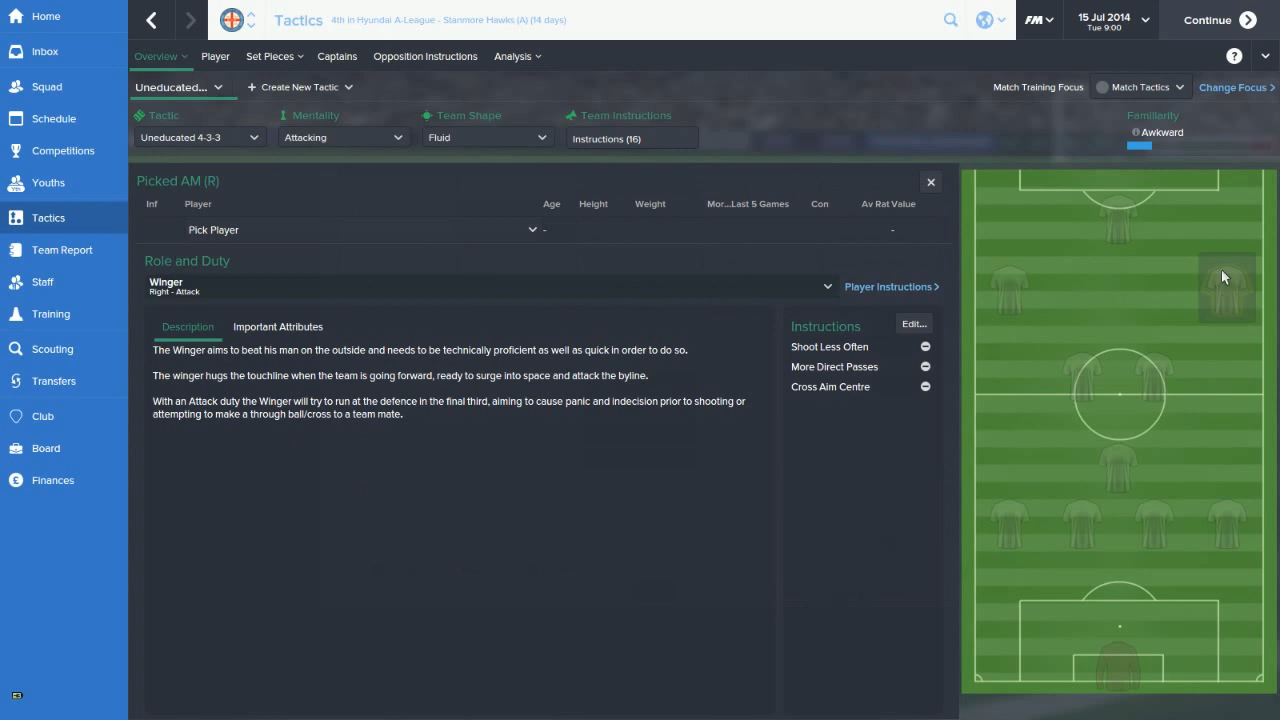 Home
Inbox
Squad
Schedule
Competitions
Youths
Tactics
Team Report
Staff
Training
Scouting
Transfers
Club
Board
Finances
Tactics 4th in Hyundai A-League - Stanmore Hawks (A) (14 days)
FM
15 Jul 2014
Tue 9:00
Continue
Overview Player Set Pieces Captains Opposition Instructions Analysis
?
Uneducated... + Create New Tactic
Match Training Focus Match Tactics Change Focus
Tactic Mentality Team Shape Team Instructions
Uneducated 4-3-3 Attacking Fluid Instructions (16)
Familiarity
Awkward
Picked AM (R)
Inf Player Age Height Weight Mor...Last 5 Games Con Av Rat Value
Pick Player - -
Role and Duty
Winger
Right - Attack
Player Instructions
Description Important Attributes
The Winger aims to beat his man on the outside and needs to be technically proficient as well as quick in order to do so.
The winger hugs the touchline when the team is going forward, ready to surge into space and attack the byline.
With an Attack duty the Winger will try to run at the defence in the final third, aiming to cause panic and indecision prior to shooting or
attempting to make a through ball/cross to a team mate.
Instructions Edit...
Shoot Less Often
More Direct Passes
Cross Aim Centre